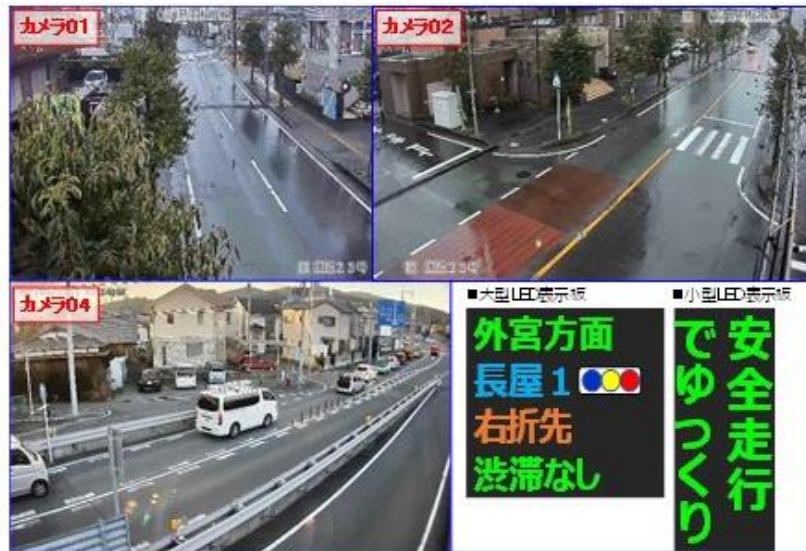 カメラ01
カメラ02
カメラ04
■大型LED表示板
外宮方面
長屋1
右折先
渋滞なし
■小型LED表示板
安全走行
でゆっくり